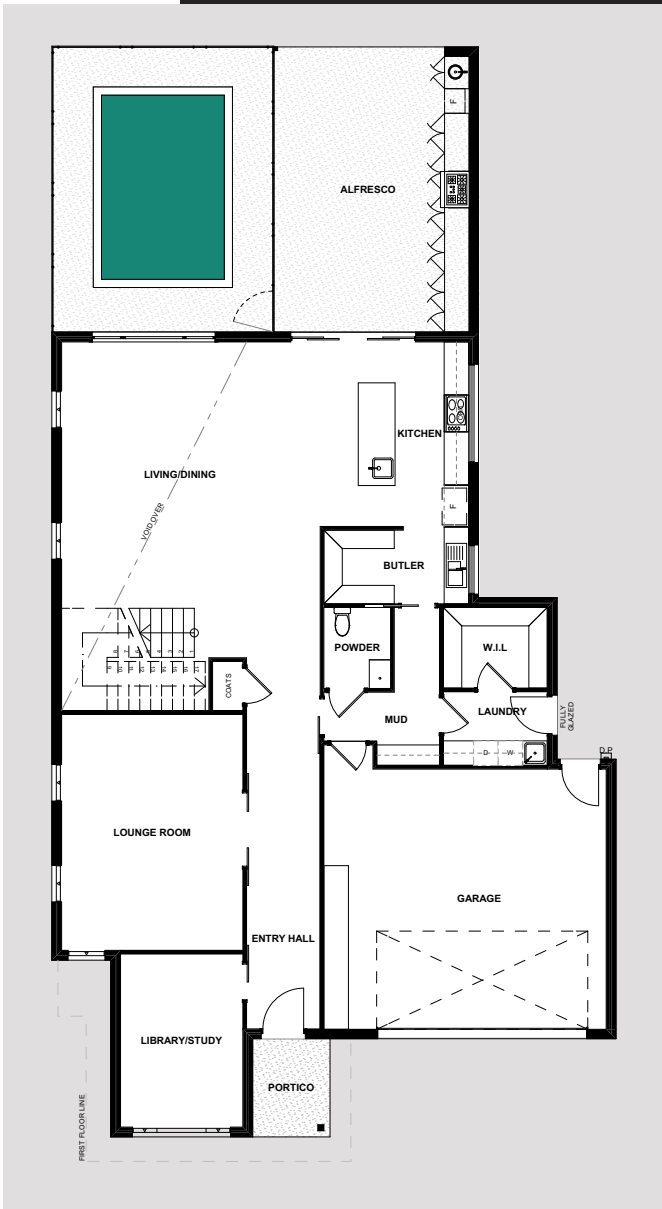 F
ALFRESCO
KITCHEN
LIVING/DINING
VOID OVER
F
BUTLER
POWDER
W.I.L
COATS
LAUNDRY
MUD
FULLY
GLAZED
D W
D.P
LOUNGE ROOM
GARAGE
ENTRY HALL
LIBRARY/STUDY
PORTICO
FIRST FLOOR LINE